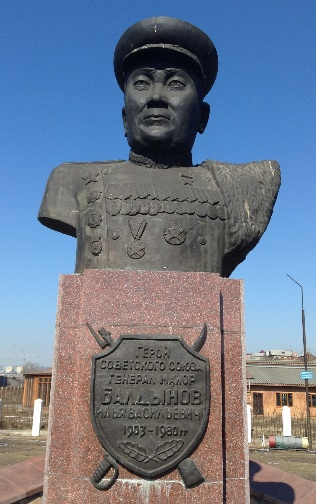 ГЕРОЙ
СОВЕТСКОГО СОЮЗА
ГЕНЕРАЛ МАЙОР
БАЛДЫНОВ
ИЛЬЯ ВАСИЛЬЕВИЧ
1903-1980 гг